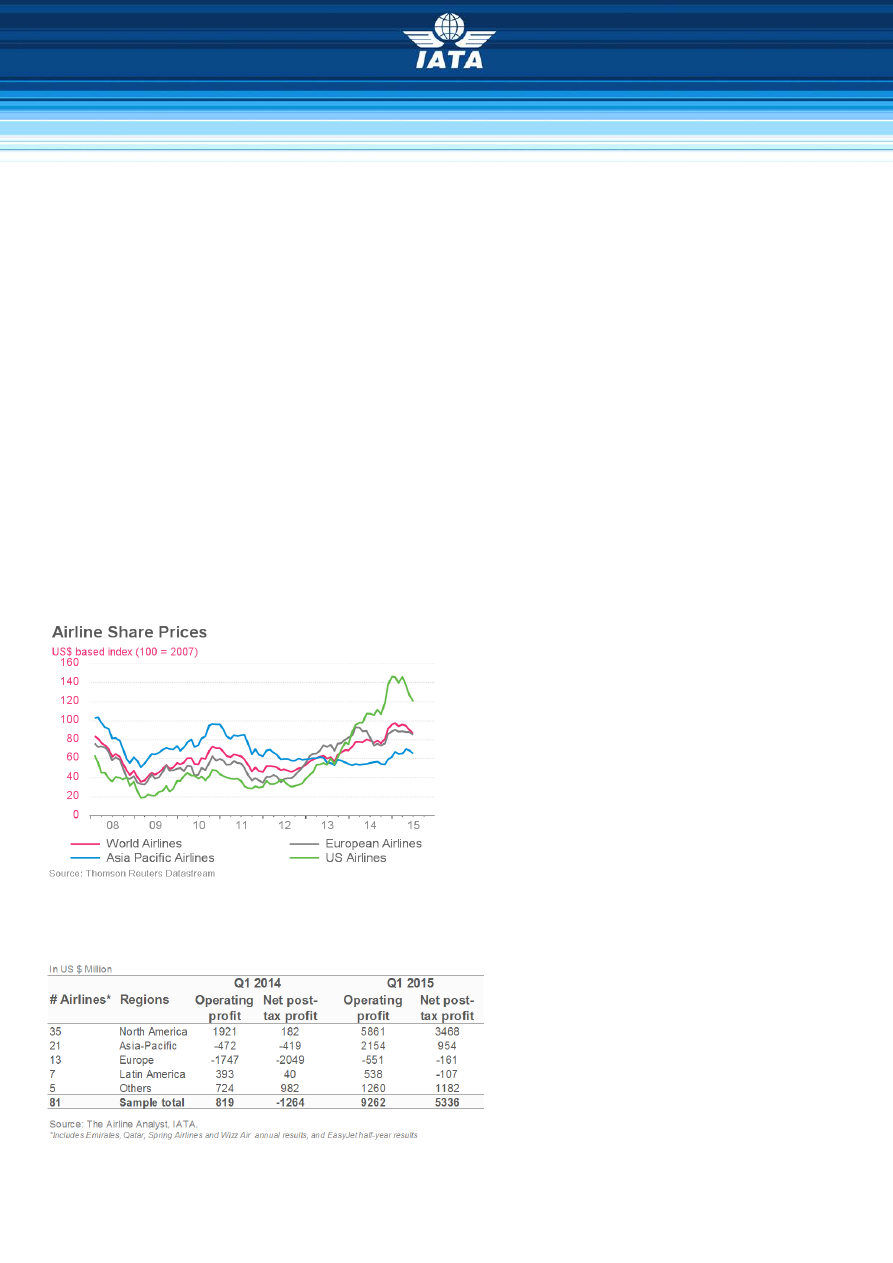 IATA
Airline Share Prices
US$ based index (100 = 2007)
160
140
120
100
80
60
40
20
0
08 09 10 11 12 13 14 15
World Airlines European Airlines
Asia Pacific Airlines US Airlines
Source: Thomson Reuters Datastream
In US $ Million
Q1 2014 Q1 2015
# Airlines* Regions Operating profit Net post-tax profit Operating profit Net post-tax profit
35 North America 1921 182 5861 3468
21 Asia-Pacific -472 -419 2154 954
13 Europe -1747 -2049 -551 -161
7 Latin America 393 40 538 -107
5 Others 724 982 1260 1182
81 Sample total 819 -1264 9262 5336
Source: The Airline Analyst, IATA.
*Includes Emirates, Qatar, Spring Airlines and Wizz Air annual results, and EasyJet half-year results